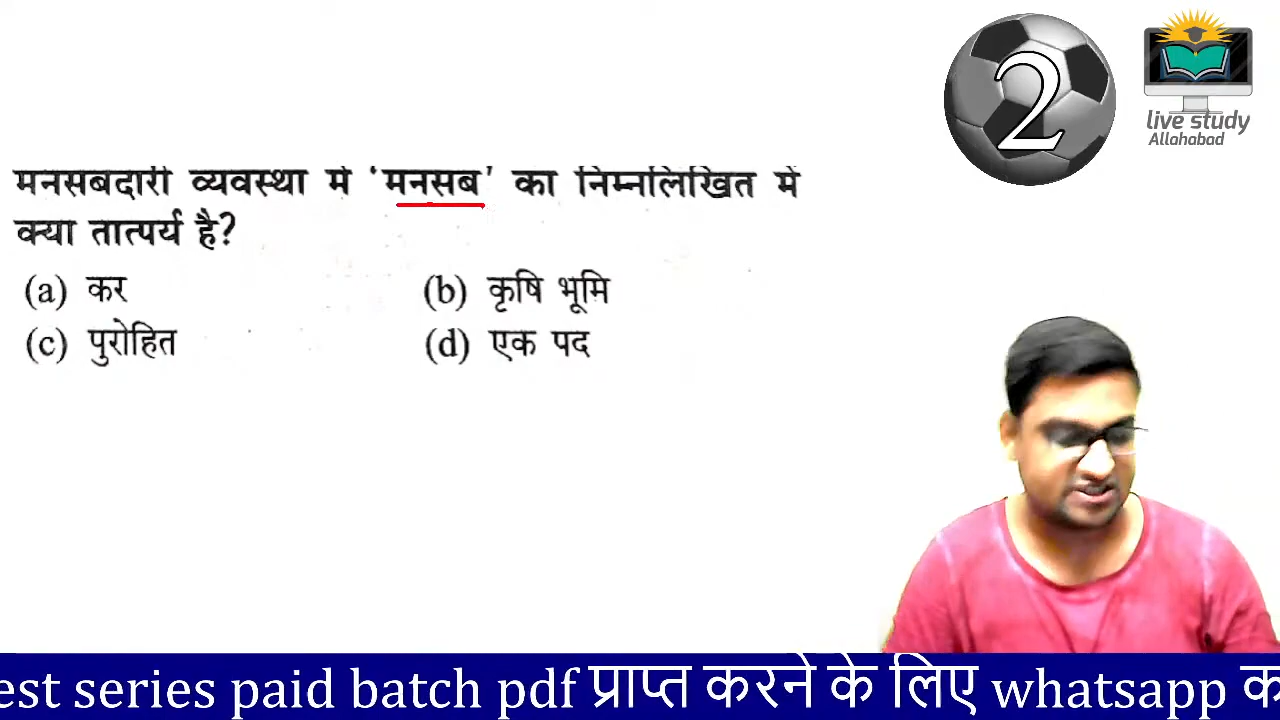 2
live study
Allahabad
मनसबदारी व्यवस्था में ‘मनसब’ का निम्नलिखित में
क्या तात्पर्य है?
(a) कर (b) कृषि भूमि
(c) पुरोहित (d) एक पद
est series paid batch pdf प्राप्त करने के लिए whatsapp क